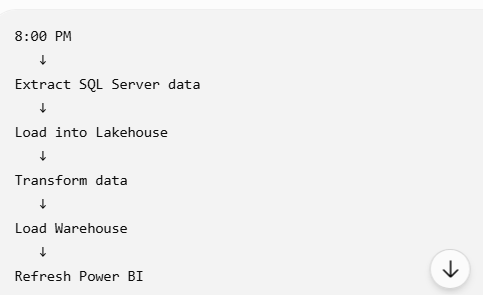 8:00 PM
↓
Extract SQL Server data
↓
Load into Lakehouse
↓
Transform data
↓
Load Warehouse
↓
Refresh Power BI